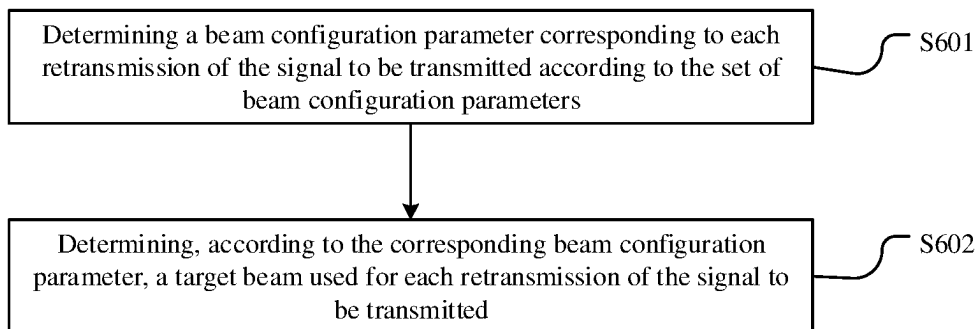 Determining a beam configuration parameter corresponding to each
retransmission of the signal to be transmitted according to the set of
beam configuration parameters
S601
Determining, according to the corresponding beam configuration
parameter, a target beam used for each retransmission of the signal to
be transmitted
S602